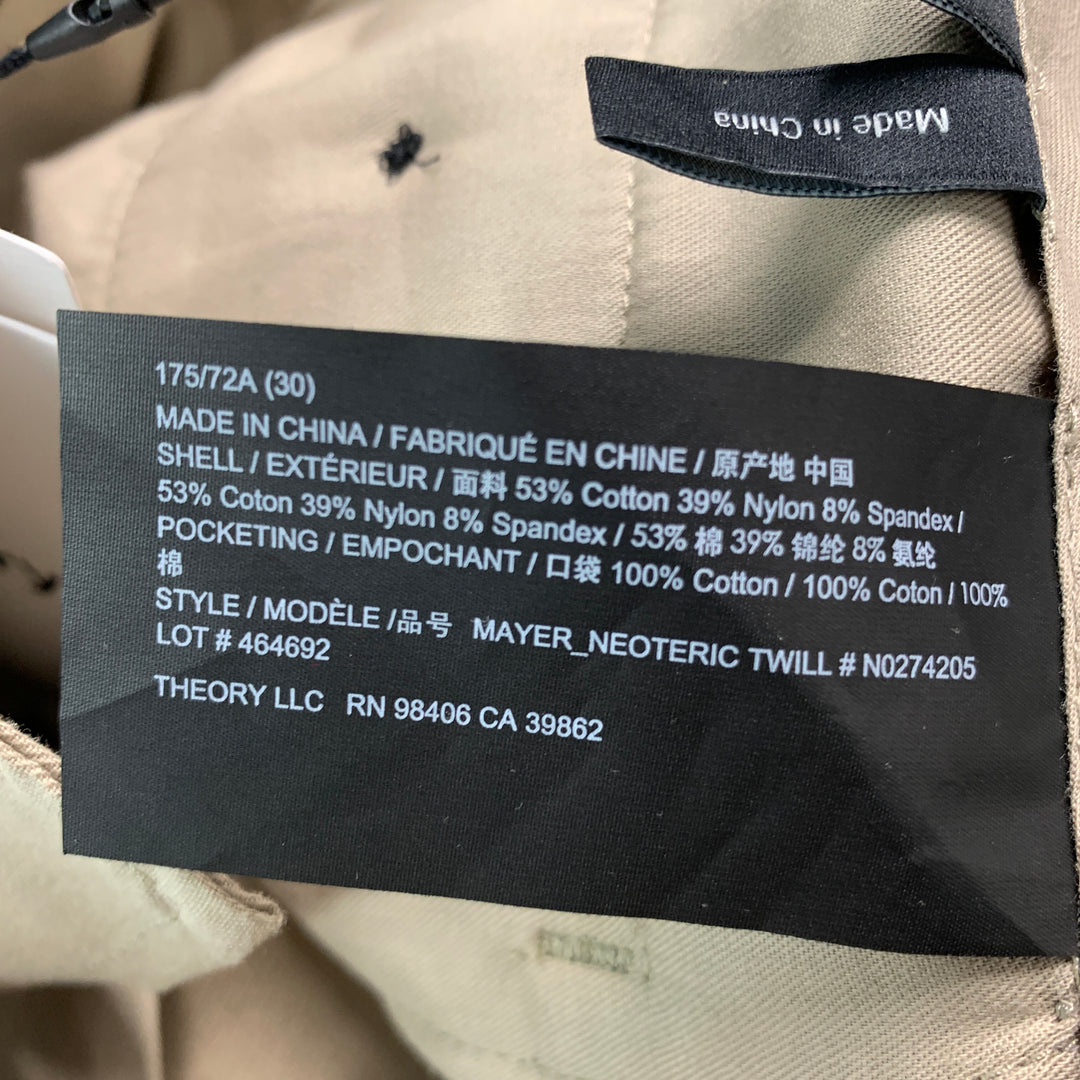 Made in China
175/72A (30)
MADE IN CHINA / FABRIQUÉ EN CHINE / 原产地 中国
SHELL / EXTÉRIEUR / 面料 53% Cotton 39% Nylon 8% Spandex /
53% Coton 39% Nylon 8% Spandex / 53% 棉 39% 锦纶 8% 氨纶
POCKETING / EMPOCHANT / 口袋 100% Cotton / 100% Coton / 100%
棉
STYLE / MODÈLE /品号 MAYER_NEOTERIC TWILL # N0274205
LOT # 464692
THEORY LLC RN 98406 CA 39862